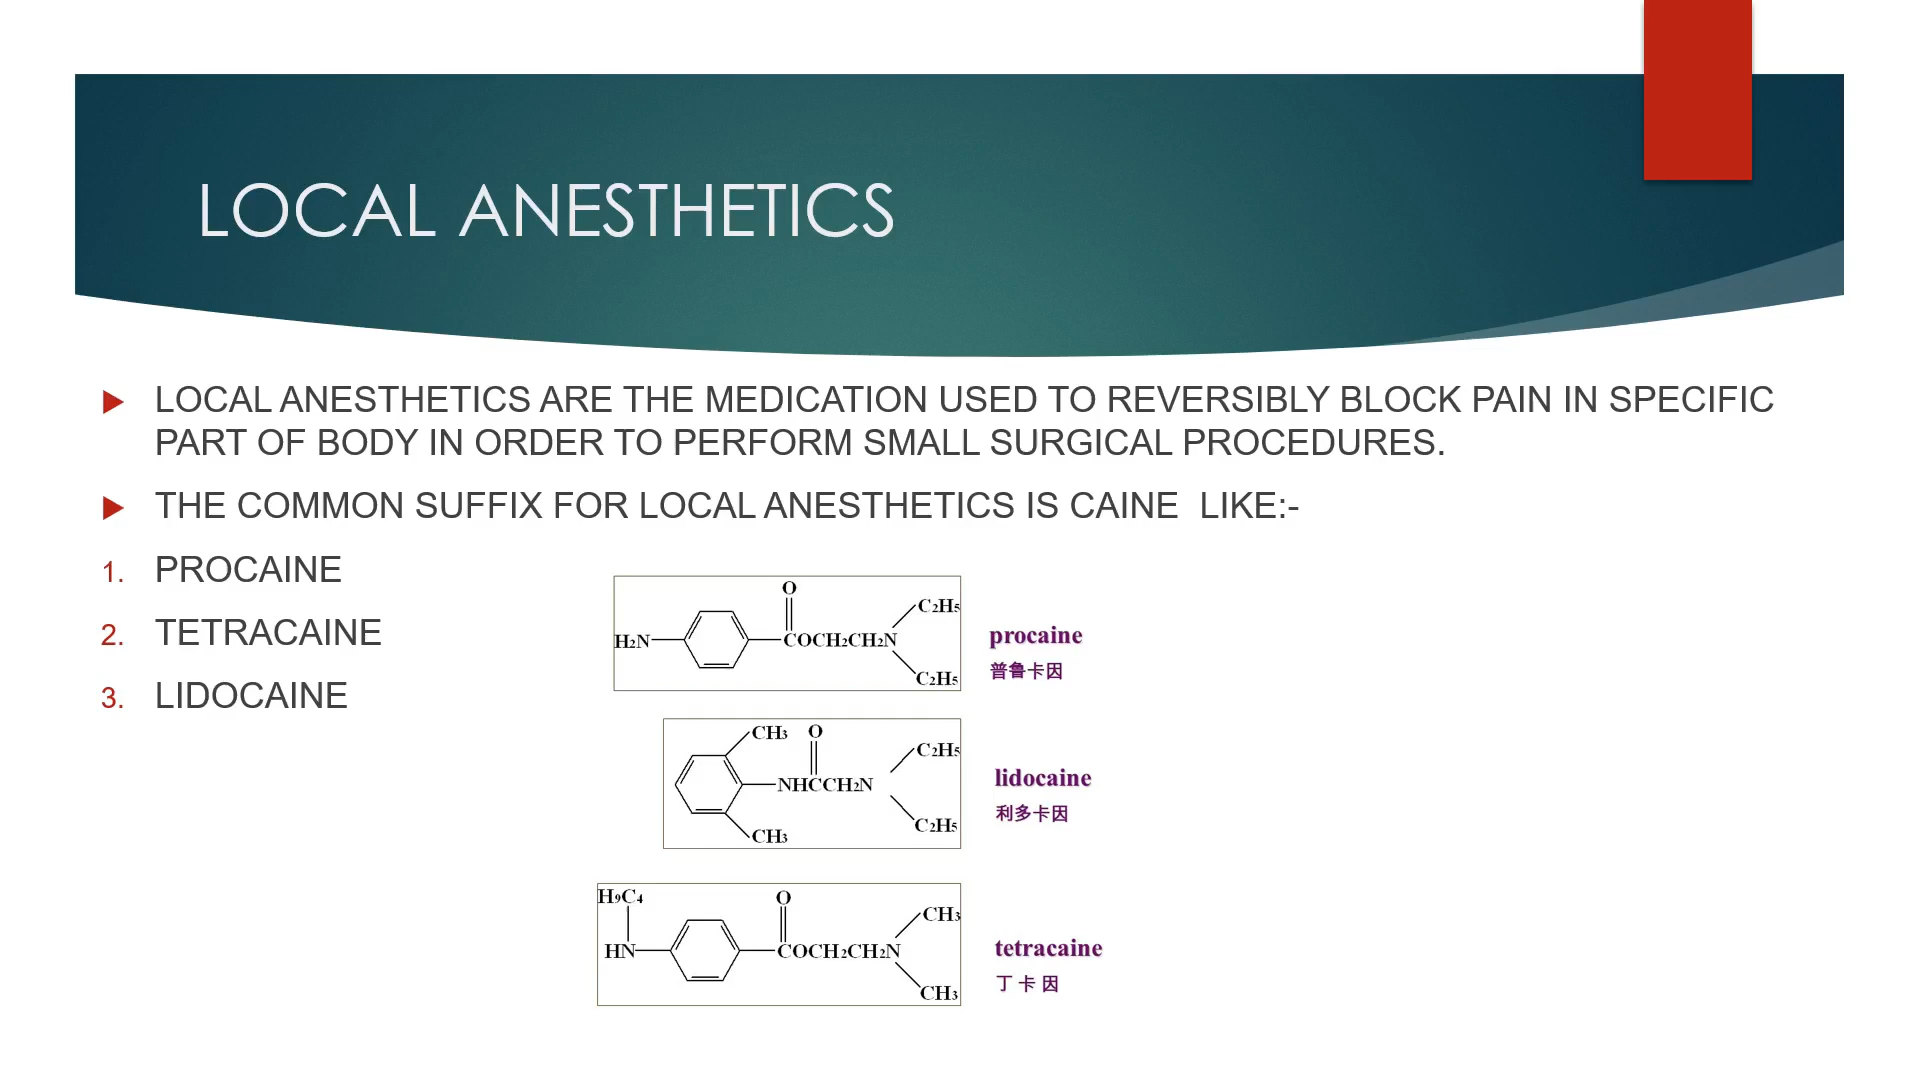 LOCAL ANESTHETICS
LOCAL ANESTHETICS ARE THE MEDICATION USED TO REVERSIBLY BLOCK PAIN IN SPECIFIC
PART OF BODY IN ORDER TO PERFORM SMALL SURGICAL PROCEDURES.
THE COMMON SUFFIX FOR LOCAL ANESTHETICS IS CAINE  LIKE:-
1. PROCAINE
2. TETRACAINE
3. LIDOCAINE
O
C2H5
H2N
COCH2CH2N
C2H5
procaine
普鲁卡因
CH3
O
C2H5
NHCCH2N
CH3
C2H5
lidocaine
利多卡因
H9C4
O
CH3
HN
COCH2CH2N
CH3
tetracaine
丁卡因